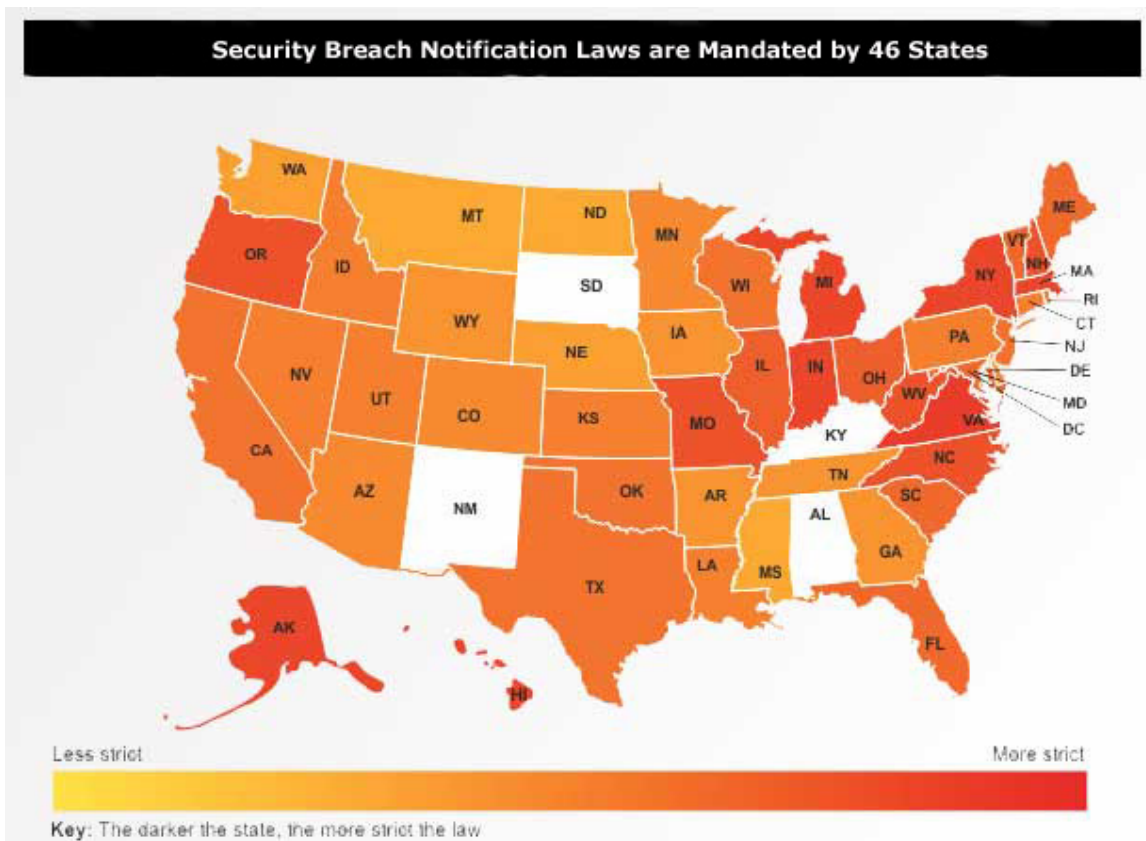 Security Breach Notification Laws are Mandated by 46 States
WA
MT
ND
MN
ME
VT
NH
OR
ID
SD
WI
MI
NY
MA
RI
CT
NJ
WY
IA
PA
NE
DE
MD
DC
NV
UT
CO
KS
IL
IN
OH
WV
VA
MO
KY
CA
NC
TN
AZ
NM
OK
AR
SC
AL
GA
MS
LA
TX
AK
HI
FL
Less strict
More strict
Key: The darker the state, the more strict the law